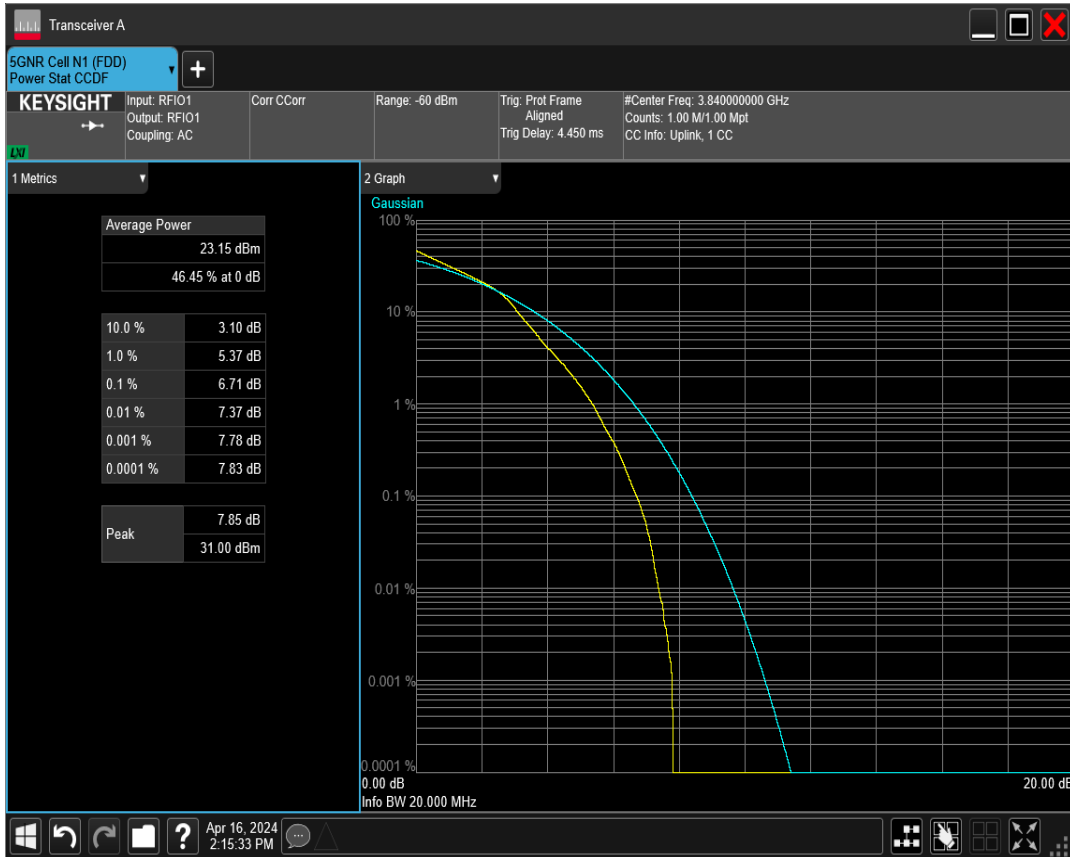 Transceiver A
5GNR Cell N1 (FDD)
Power Stat CCDF
+
KEYSIGHT
LXI
Input: RFIO1
Output: RFIO1
Coupling: AC
Corr CCorr
Range: -60 dBm
Trig: Prot Frame
Aligned
Trig Delay: 4.450 ms
#Center Freq: 3.840000000 GHz
Counts: 1.00 M/1.00 Mpt
CC Info: Uplink, 1 CC
1 Metrics
Average Power
23.15 dBm
46.45 % at 0 dB
10.0 % 3.10 dB
1.0 % 5.37 dB
0.1 % 6.71 dB
0.01 % 7.37 dB
0.001 % 7.78 dB
0.0001 % 7.83 dB
Peak
7.85 dB
31.00 dBm
2 Graph
Gaussian
100 %
10 %
1 %
0.1 %
0.01 %
0.001 %
0.0001 %
0.00 dB 20.00 dB
Info BW 20.000 MHz
?
Apr 16, 2024
2:15:33 PM